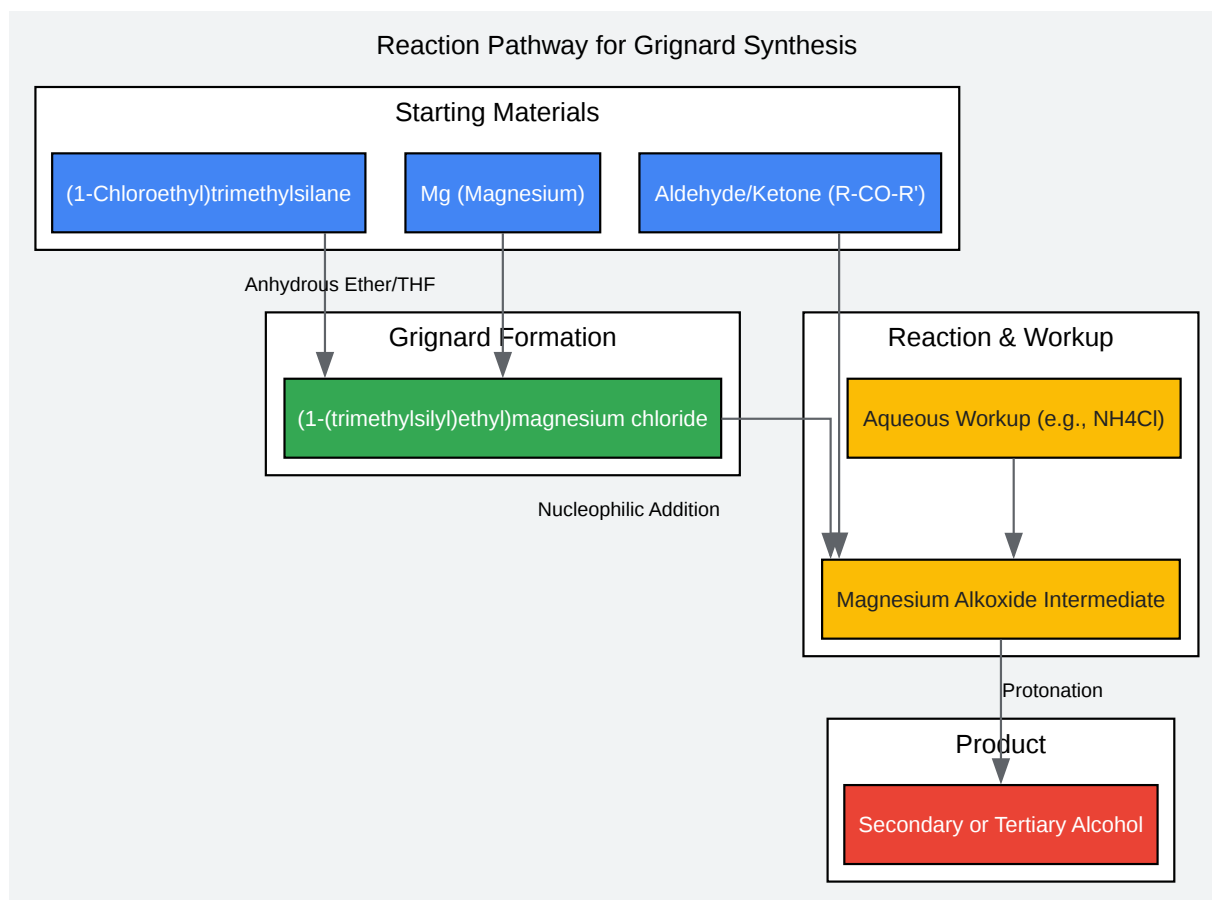 Reaction Pathway for Grignard Synthesis
Starting Materials
(1-Chloroethyl)trimethylsilane
Mg (Magnesium)
Aldehyde/Ketone (R-CO-R')
Anhydrous Ether/THF
Grignard Formation
(1-(trimethylsilyl)ethyl)magnesium chloride
Reaction & Workup
Aqueous Workup (e.g., NH4Cl)
Nucleophilic Addition
Magnesium Alkoxide Intermediate
Protonation
Product
Secondary or Tertiary Alcohol